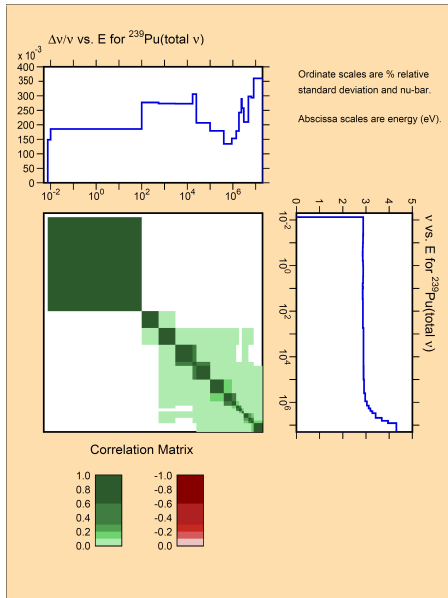 Δν/ν vs. E for ²³⁹Pu(total ν)
x 10⁻³
400
350
300
250
200
150
100
50
0
10⁻² 10⁰ 10² 10⁴ 10⁶
Ordinate scales are % relative
standard deviation and nu-bar.
Abscissa scales are energy (eV).
0 1 2 3 4 5
10⁻²
10⁰
10²
10⁴
10⁶
ν vs. E for ²³⁹Pu(total ν)
Correlation Matrix
1.0 -1.0
0.8 -0.8
0.6 -0.6
0.4 -0.4
0.2 -0.2
0.0 0.0